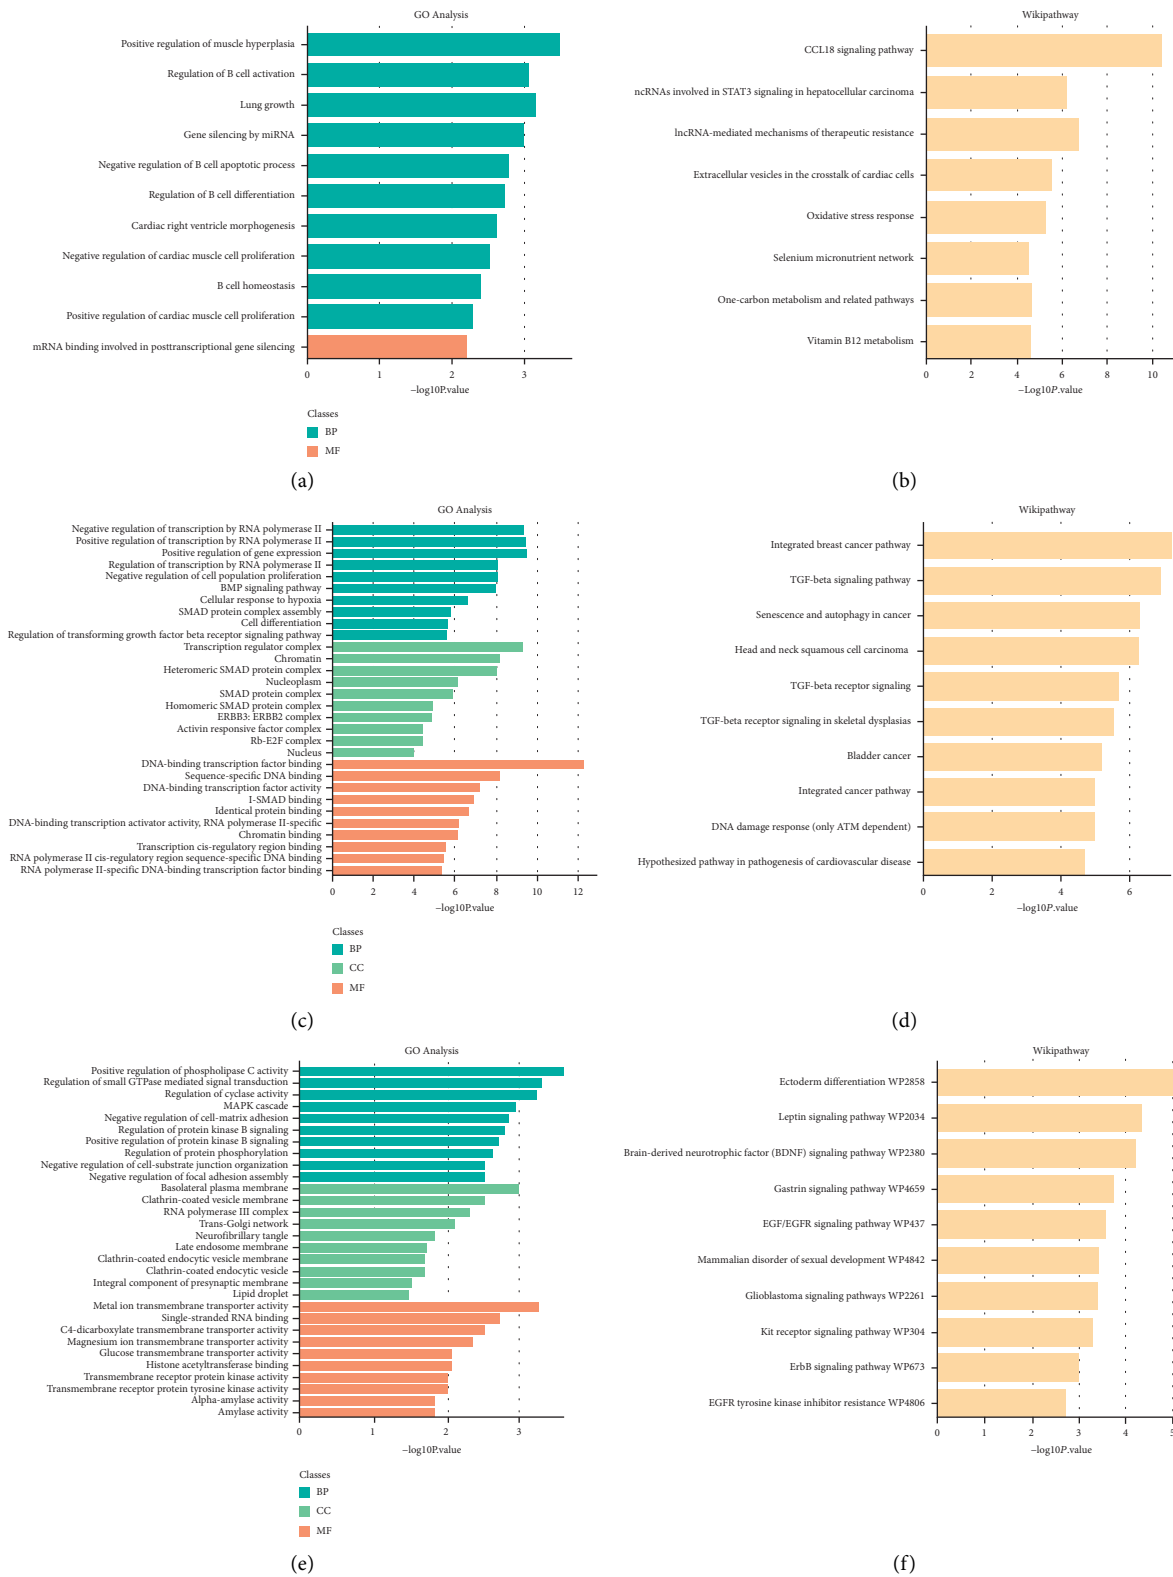 GO Analysis
Positive regulation of muscle hyperplasia
Regulation of B cell activation
Lung growth
Gene silencing by miRNA
Negative regulation of B cell apoptotic process
Regulation of B cell differentiation
Cardiac right ventricle morphogenesis
Negative regulation of cardiac muscle cell proliferation
B cell homeostasis
Positive regulation of cardiac muscle cell proliferation
mRNA binding involved in posttranscriptional gene silencing
0 1 2 3
−log10P.value
Classes
BP
MF
(a)
Wikipathway
CCL18 signaling pathway
ncRNAs involved in STAT3 signaling in hepatocellular carcinoma
lncRNA-mediated mechanisms of therapeutic resistance
Extracellular vesicles in the crosstalk of cardiac cells
Oxidative stress response
Selenium micronutrient network
One-carbon metabolism and related pathways
Vitamin B12 metabolism
0 2 4 6 8 10
−Log10P.value
(b)
GO Analysis
Negative regulation of transcription by RNA polymerase II
Positive regulation of transcription by RNA polymerase II
Positive regulation of gene expression
Regulation of transcription by RNA polymerase II
Negative regulation of cell population proliferation
BMP signaling pathway
Cellular response to hypoxia
SMAD protein complex assembly
Cell differentiation
Regulation of transforming growth factor beta receptor signaling pathway
Transcription regulator complex
Chromatin
Heteromeric SMAD protein complex
Nucleoplasm
SMAD protein complex
Homomeric SMAD protein complex
ERBB3: ERBB2 complex
Activin responsive factor complex
Rb-E2F complex
Nucleus
DNA-binding transcription factor binding
Sequence-specific DNA binding
DNA-binding transcription factor activity
I-SMAD binding
Identical protein binding
DNA-binding transcription activator activity, RNA polymerase II-specific
Chromatin binding
Transcription cis-regulatory region binding
RNA polymerase II cis-regulatory region sequence-specific DNA binding
RNA polymerase II-specific DNA-binding transcription factor binding
0 2 4 6 8 10 12
−log10P.value
Classes
BP
CC
MF
(c)
Wikipathway
Integrated breast cancer pathway
TGF-beta signaling pathway
Senescence and autophagy in cancer
Head and neck squamous cell carcinoma
TGF-beta receptor signaling
TGF-beta receptor signaling in skeletal dysplasias
Bladder cancer
Integrated cancer pathway
DNA damage response (only ATM dependent)
Hypothesized pathway in pathogenesis of cardiovascular disease
0 2 4 6
−log10P.value
(d)
GO Analysis
Positive regulation of phospholipase C activity
Regulation of small GTPase mediated signal transduction
Regulation of cyclase activity
MAPK cascade
Negative regulation of cell-matrix adhesion
Regulation of protein kinase B signaling
Positive regulation of protein kinase B signaling
Regulation of protein phosphorylation
Negative regulation of cell-substrate junction organization
Negative regulation of focal adhesion assembly
Basolateral plasma membrane
Clathrin-coated vesicle membrane
RNA polymerase III complex
Trans-Golgi network
Neurofibrillary tangle
Late endosome membrane
Clathrin-coated endocytic vesicle membrane
Clathrin-coated endocytic vesicle
Integral component of presynaptic membrane
Lipid droplet
Metal ion transmembrane transporter activity
Single-stranded RNA binding
C4-dicarboxylate transmembrane transporter activity
Magnesium ion transmembrane transporter activity
Glucose transmembrane transporter activity
Histone acetyltransferase binding
Transmembrane receptor protein kinase activity
Transmembrane receptor protein tyrosine kinase activity
Alpha-amylase activity
Amylase activity
0 1 2 3
−log10P.value
Classes
BP
CC
MF
(e)
Wikipathway
Ectoderm differentiation WP2858
Leptin signaling pathway WP2034
Brain-derived neurotrophic factor (BDNF) signaling pathway WP2380
Gastrin signaling pathway WP4659
EGF/EGFR signaling pathway WP437
Mammalian disorder of sexual development WP4842
Glioblastoma signaling pathways WP2261
Kit receptor signaling pathway WP304
ErbB signaling pathway WP673
EGFR tyrosine kinase inhibitor resistance WP4806
0 1 2 3 4 5
−log10P.value
(f)